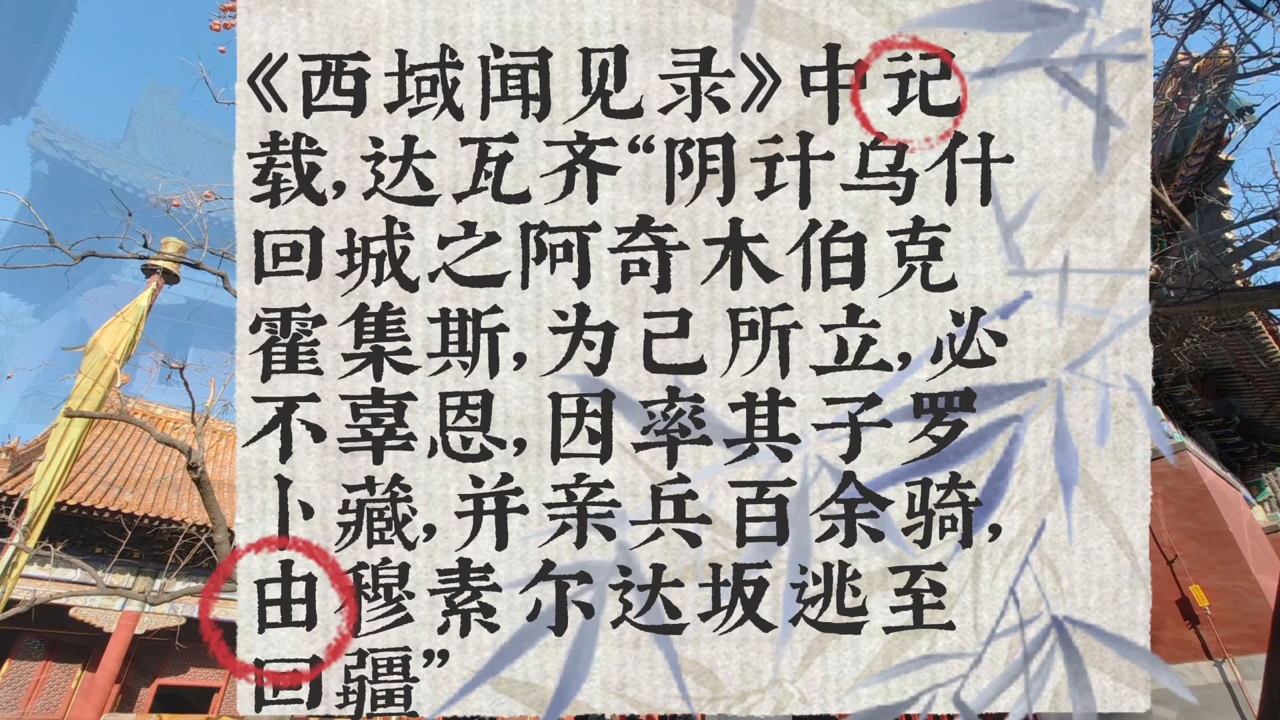 《西域闻见录》中记
载,达瓦齐“阴计乌什
回城之阿奇木伯克
霍集斯,为己所立,必
不辜恩,因率其子罗
卜藏,并亲兵百余骑,
由穆素尔达坂逃至
回疆”